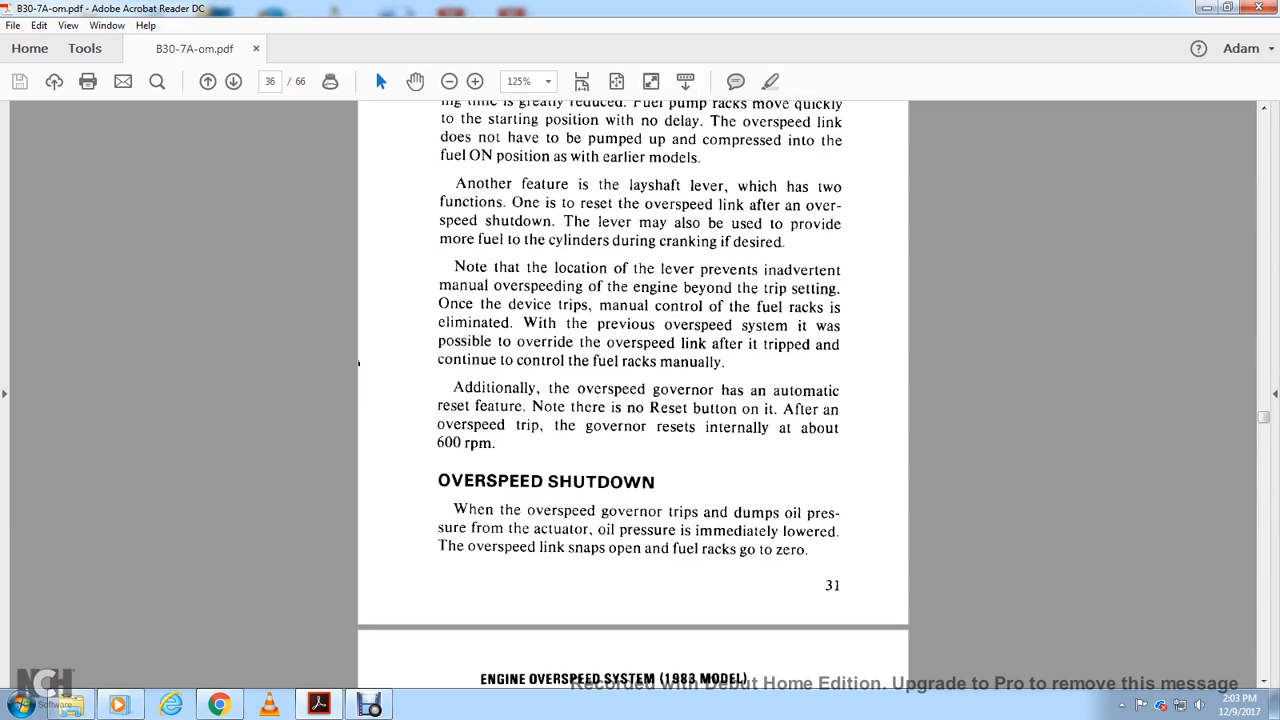 B30-7A-om.pdf - Adobe Acrobat Reader DC
File Edit View Window Help
Home Tools B30-7A-om.pdf × ? Adam
36 / 66 125%
ing time is greatly reduced. Fuel pump racks move quickly
to the starting position with no delay. The overspeed link
does not have to be pumped up and compressed into the
fuel ON position as with earlier models.
Another feature is the layshaft lever, which has two
functions. One is to reset the overspeed link after an over-
speed shutdown. The lever may also be used to provide
more fuel to the cylinders during cranking if desired.
Note that the location of the lever prevents inadvertent
manual overspeeding of the engine beyond the trip setting.
Once the device trips, manual control of the fuel racks is
eliminated. With the previous overspeed system it was
possible to override the overspeed link after it tripped and
continue to control the fuel racks manually.
Additionally, the overspeed governor has an automatic
reset feature. Note there is no Reset button on it. After an
overspeed trip, the governor resets internally at about
600 rpm.
OVERSPEED SHUTDOWN
When the overspeed governor trips and dumps oil pres-
sure from the actuator, oil pressure is immediately lowered.
The overspeed link snaps open and fuel racks go to zero.
31
ENGINE OVERSPEED SYSTEM (1983 MODEL)
Recorded with Debut Home Edition. Upgrade to Pro to remove this message
NCH
Software
2:03 PM
12/9/2017